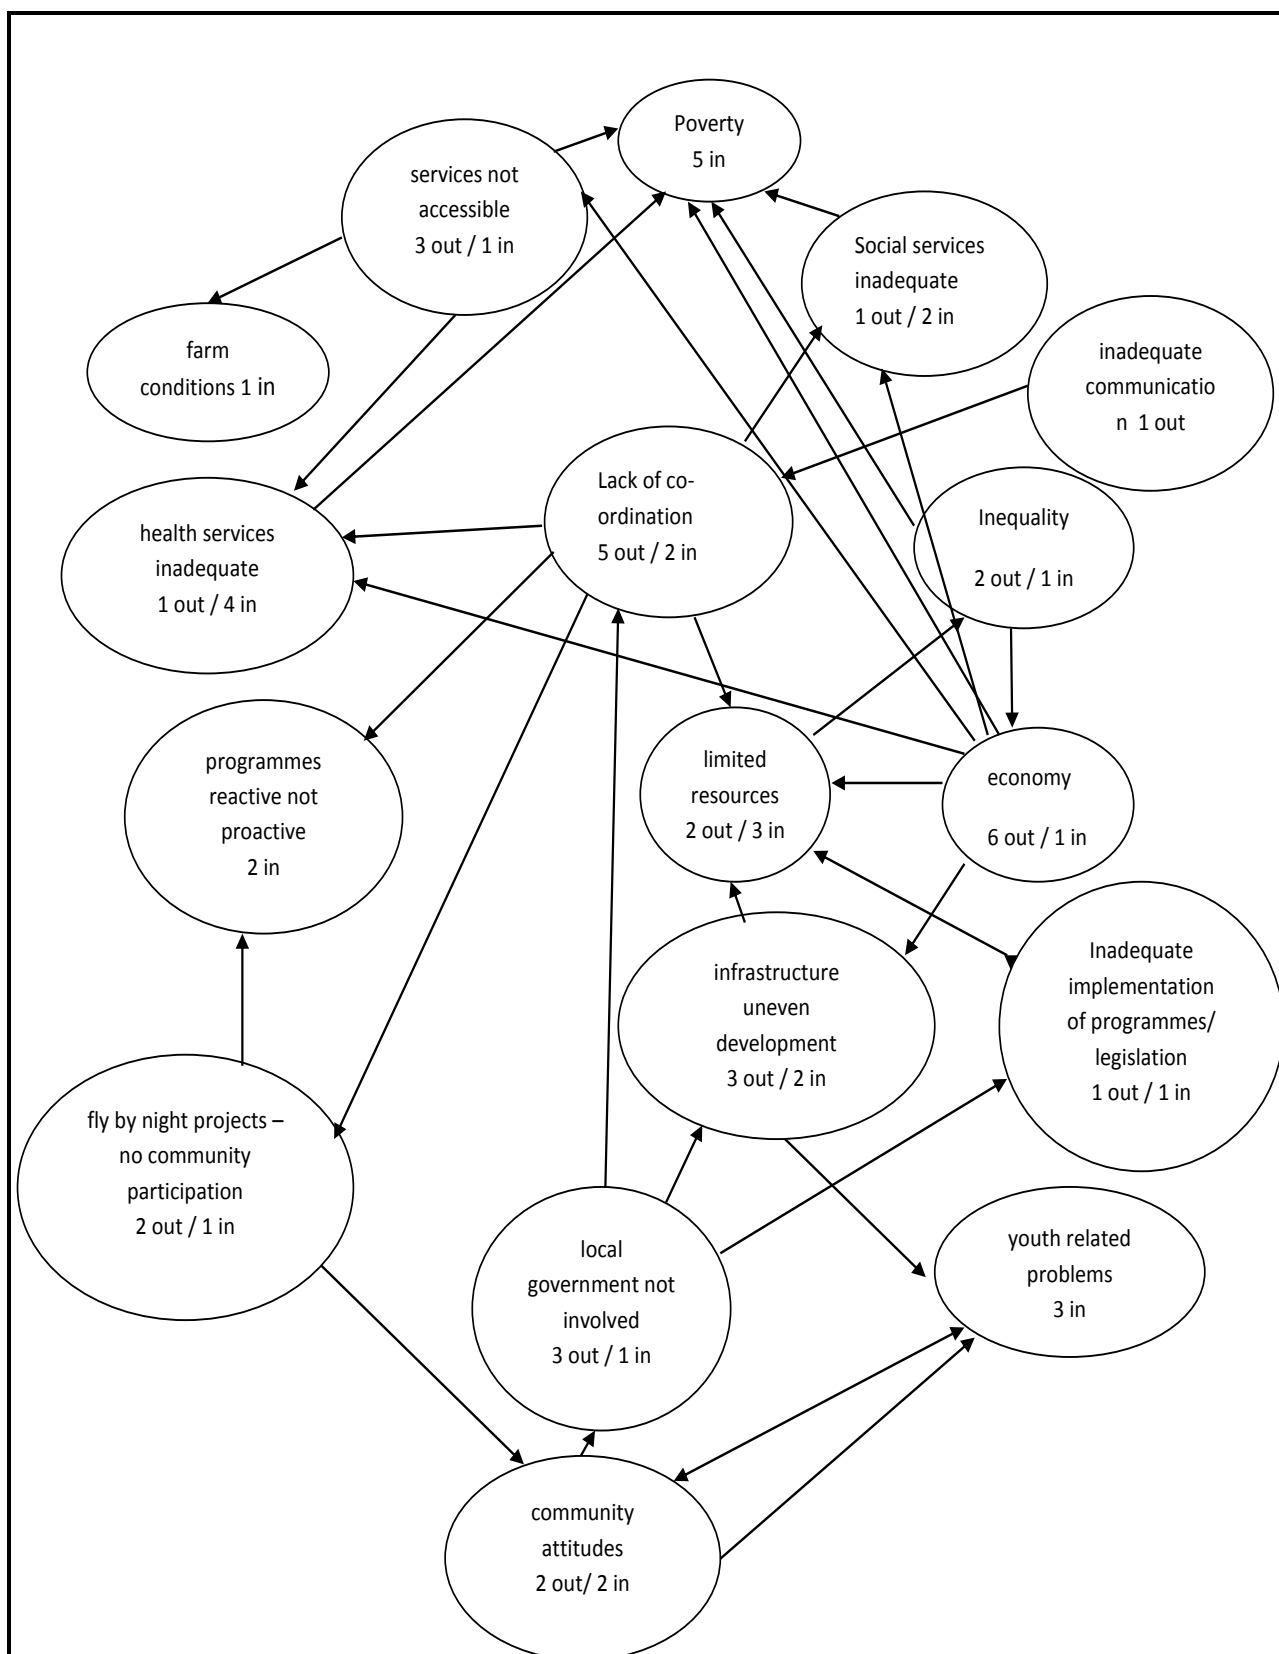 Poverty
5 in
services not
accessible
3 out / 1 in
Social services
inadequate
1 out / 2 in
farm
conditions 1 in
inadequate
communicatio
n 1 out
Lack of co-
ordination
5 out / 2 in
Inequality
2 out / 1 in
health services
inadequate
1 out / 4 in
programmes
reactive not
proactive
2 in
limited
resources
2 out / 3 in
economy
6 out / 1 in
infrastructure
uneven
development
3 out / 2 in
Inadequate
implementation
of programmes/
legislation
1 out / 1 in
fly by night projects –
no community
participation
2 out / 1 in
local
government not
involved
3 out / 1 in
youth related
problems
3 in
community
attitudes
2 out/ 2 in